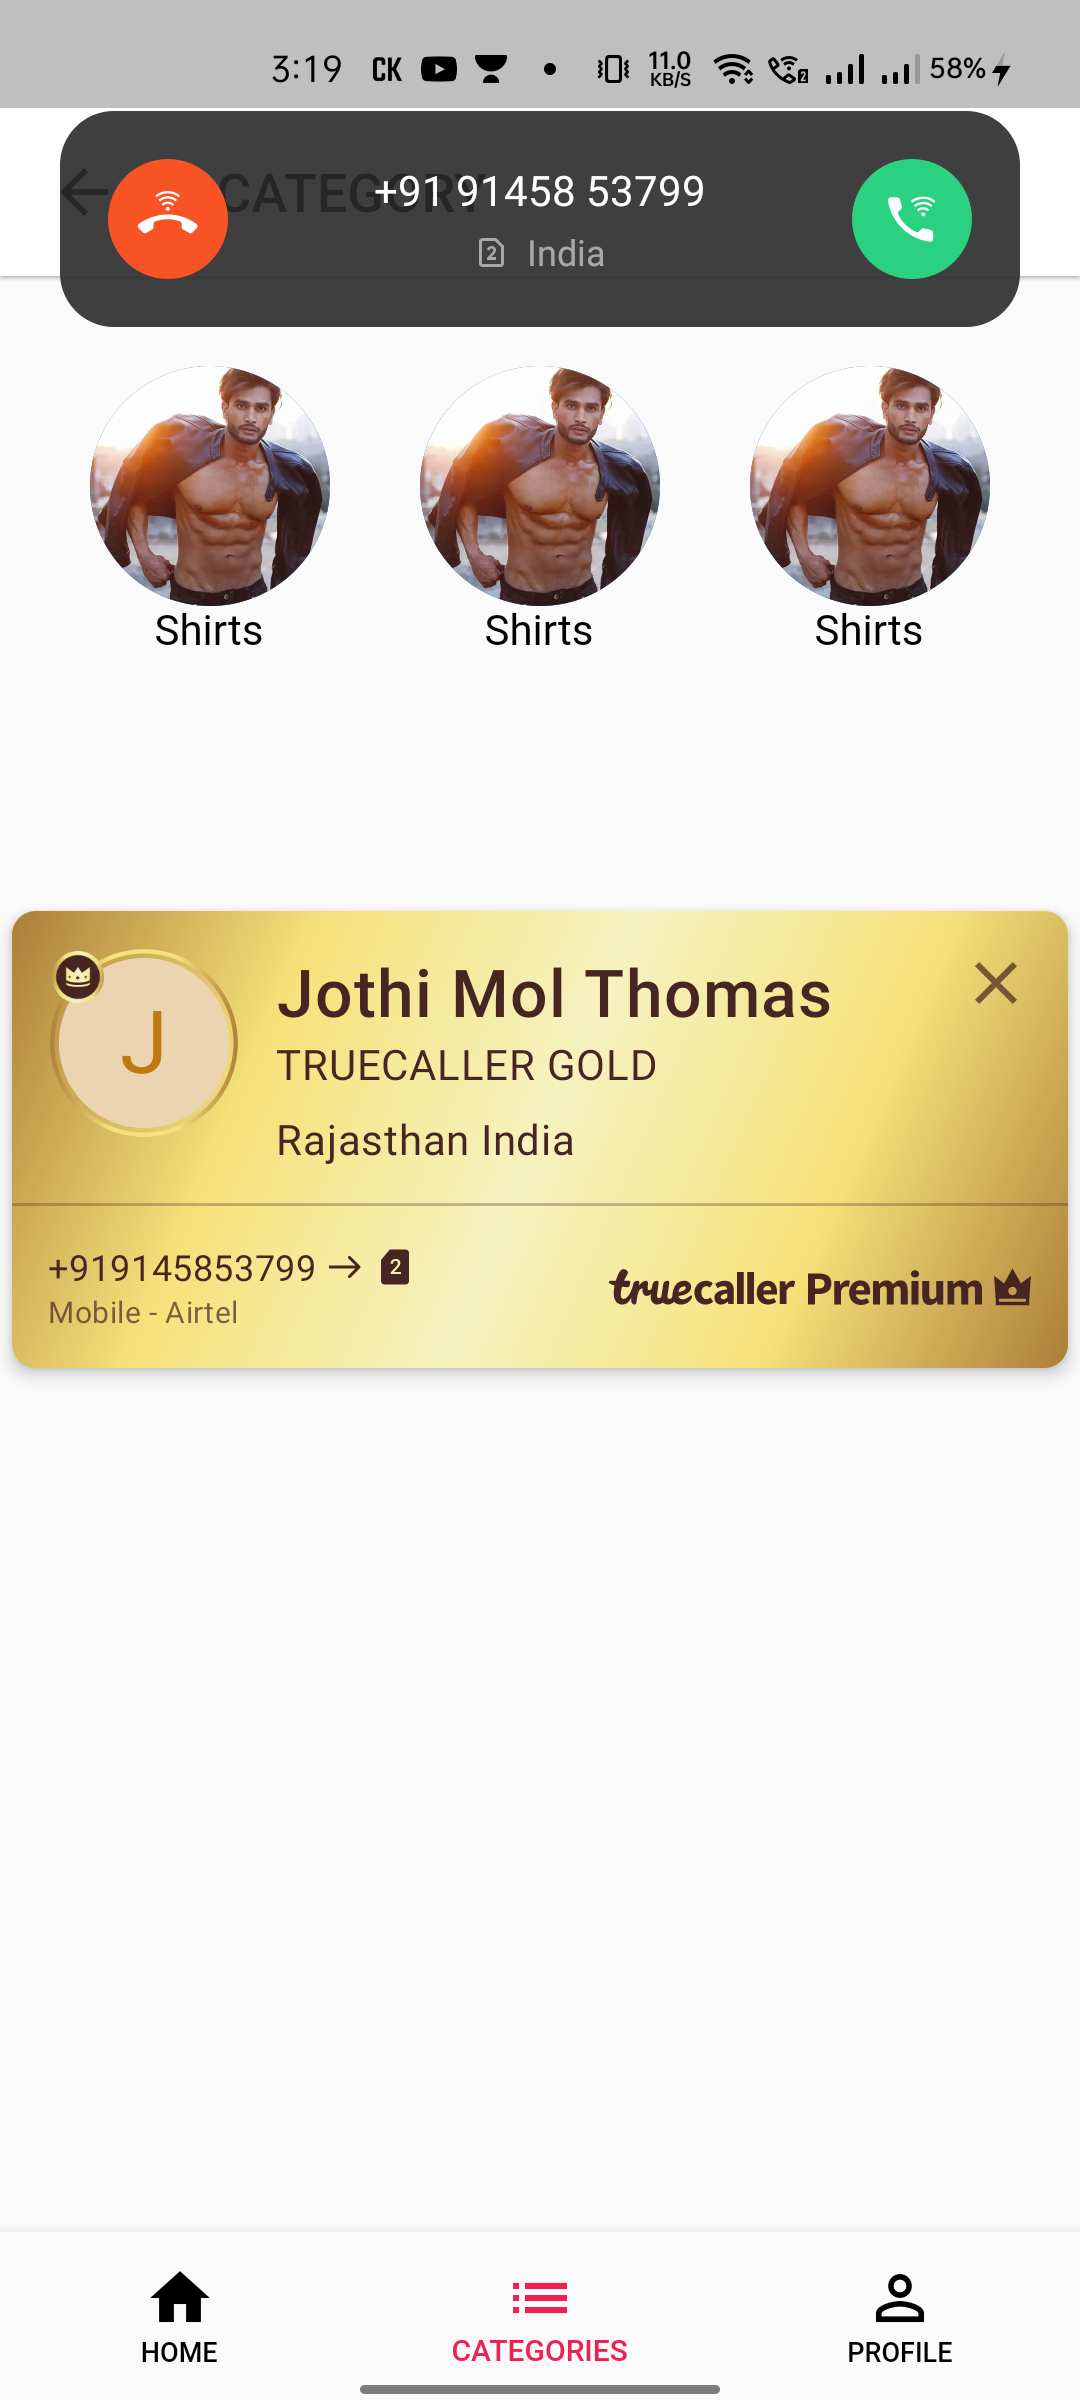 3:19 CK 11.0 KB/S 2 58%
CATEGORY
+91 91458 53799
2 India
Shirts Shirts Shirts
Jothi Mol Thomas
J
TRUECALLER GOLD
Rajasthan India
+919145853799 → 2
Mobile - Airtel
truecaller Premium
HOME CATEGORIES PROFILE